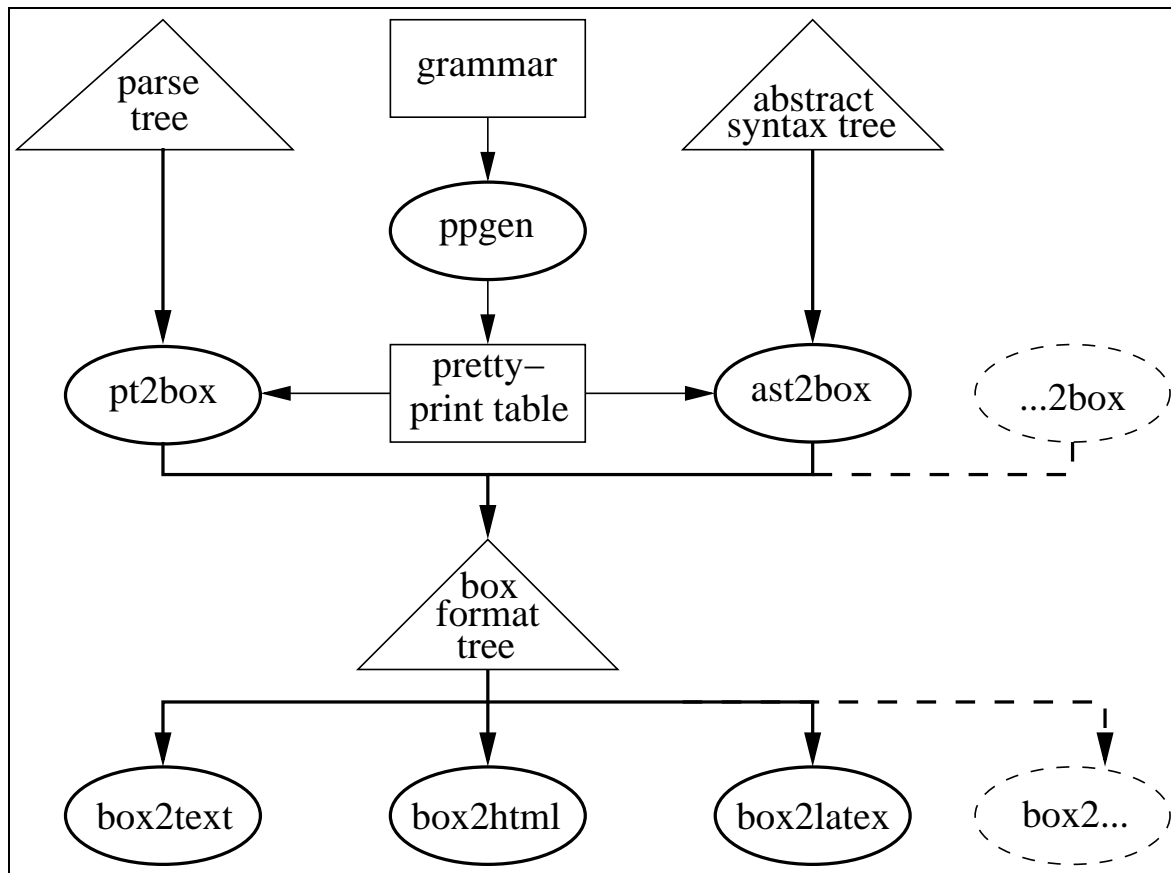 parse
tree
grammar
abstract
syntax tree
ppgen
pt2box
pretty–
print table
ast2box
...2box
box
format
tree
box2text
box2html
box2latex
box2...